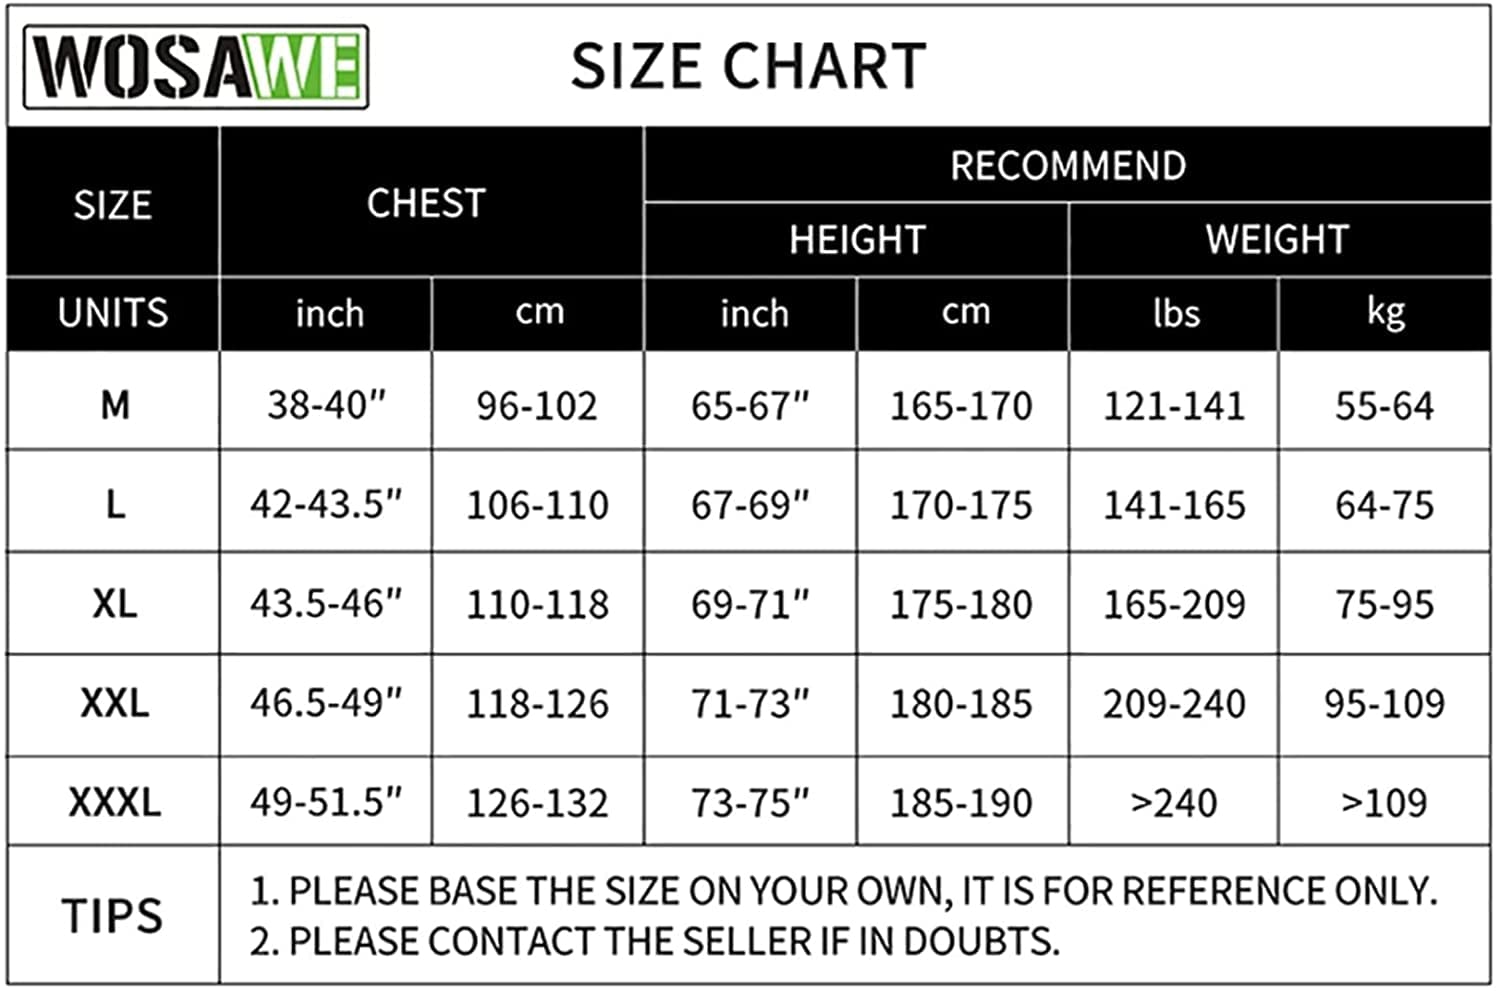 WOSAWE
SIZE CHART
SIZE CHEST RECOMMEND
HEIGHT WEIGHT
UNITS inch cm inch cm lbs kg
M 38-40" 96-102 65-67" 165-170 121-141 55-64
L 42-43.5" 106-110 67-69" 170-175 141-165 64-75
XL 43.5-46" 110-118 69-71" 175-180 165-209 75-95
XXL 46.5-49" 118-126 71-73" 180-185 209-240 95-109
XXXL 49-51.5" 126-132 73-75" 185-190 >240 >109
TIPS
1. PLEASE BASE THE SIZE ON YOUR OWN, IT IS FOR REFERENCE ONLY.
2. PLEASE CONTACT THE SELLER IF IN DOUBTS.